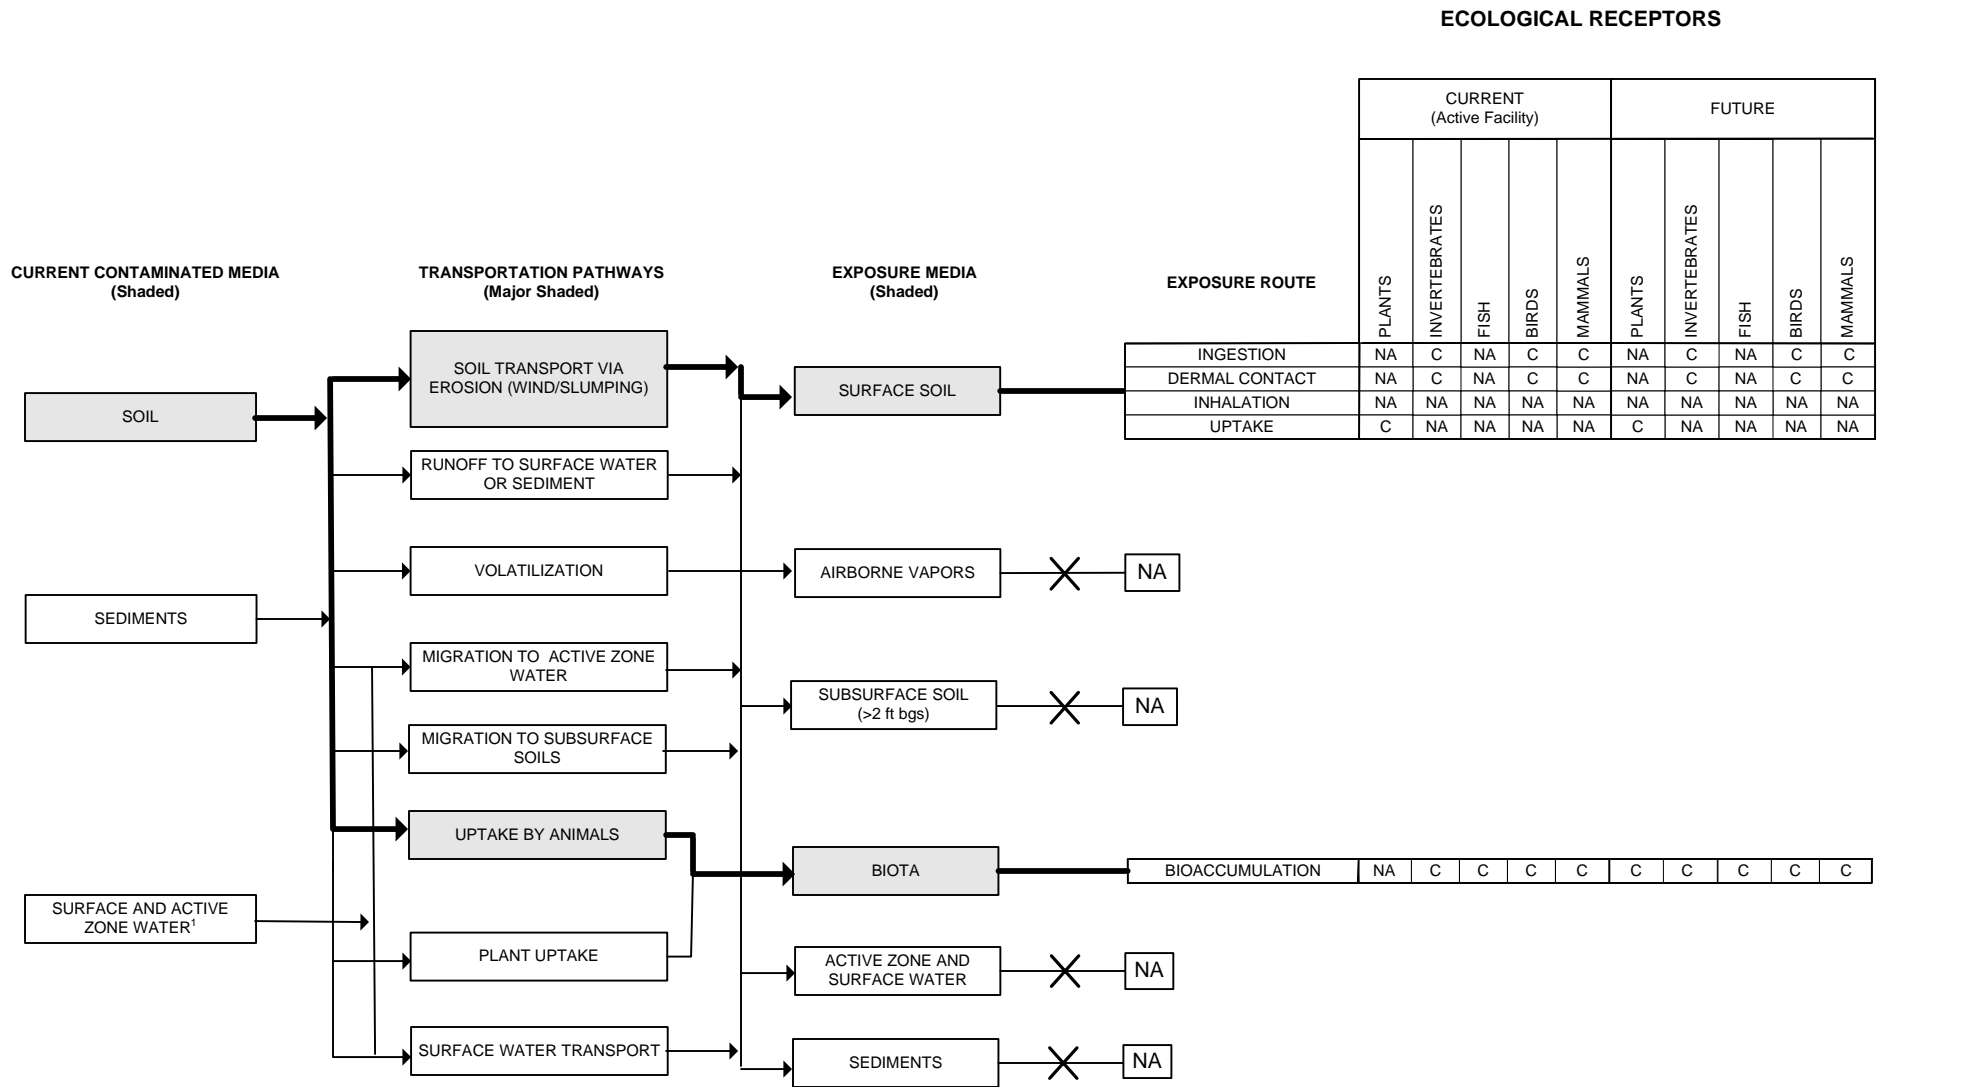 ECOLOGICAL RECEPTORS
CURRENT
(Active Facility)
FUTURE
PLANTS
INVERTEBRATES
FISH
BIRDS
MAMMALS
PLANTS
INVERTEBRATES
FISH
BIRDS
MAMMALS
CURRENT CONTAMINATED MEDIA
(Shaded)
TRANSPORTATION PATHWAYS
(Major Shaded)
EXPOSURE MEDIA
(Shaded)
EXPOSURE ROUTE
INGESTION NA C NA C C NA C NA C C
DERMAL CONTACT NA C NA C C NA C NA C C
INHALATION NA NA NA NA NA NA NA NA NA NA
UPTAKE C NA NA NA NA C NA NA NA NA
SOIL
SOIL TRANSPORT VIA
EROSION (WIND/SLUMPING)
SURFACE SOIL
RUNOFF TO SURFACE WATER
OR SEDIMENT
VOLATILIZATION
AIRBORNE VAPORS
NA
SEDIMENTS
MIGRATION TO ACTIVE ZONE
WATER
SUBSURFACE SOIL
(>2 ft bgs)
NA
MIGRATION TO SUBSURFACE
SOILS
UPTAKE BY ANIMALS
BIOTA
BIOACCUMULATION NA C C C C C C C C C
SURFACE AND ACTIVE
ZONE WATER¹
PLANT UPTAKE
ACTIVE ZONE AND
SURFACE WATER
NA
SURFACE WATER TRANSPORT
SEDIMENTS
NA